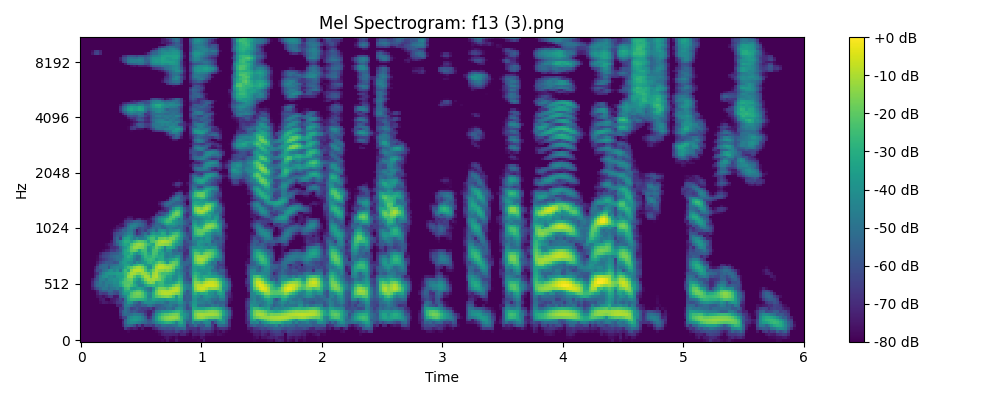 Mel Spectrogram: f13 (3).png
+0 dB
8192
-10 dB
4096
-20 dB
-30 dB
2048
Hz
-40 dB
1024
-50 dB
512
-60 dB
-70 dB
0
-80 dB
0 1 2 3 4 5 6
Time